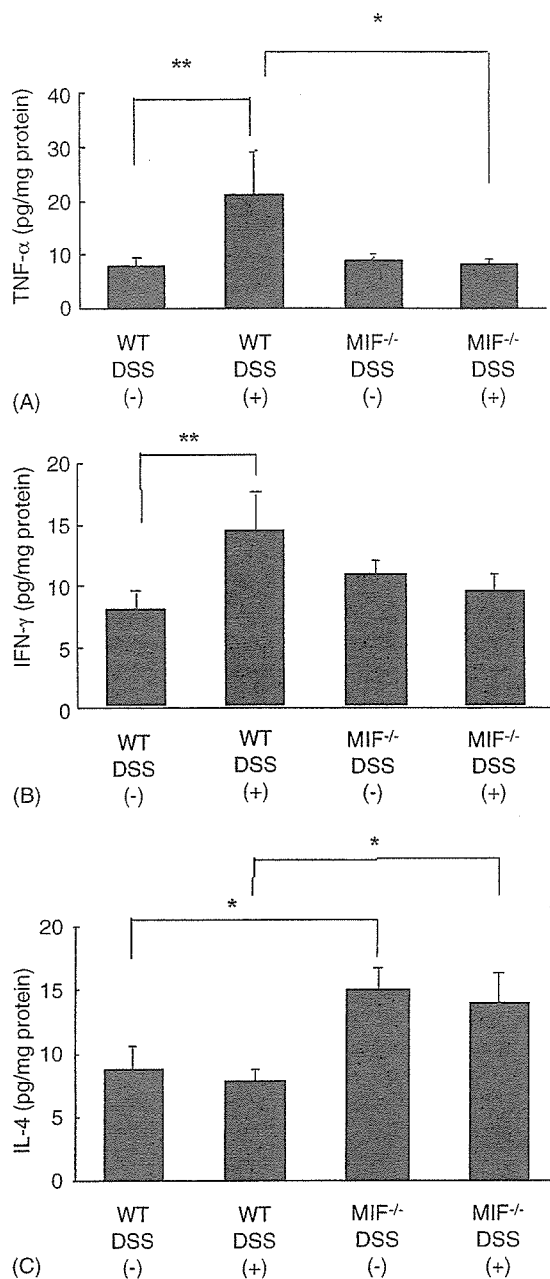 *
**
TNF-α (pg/mg protein)
40
30
20
10
0
WT WT MIF-/- MIF-/-
DSS DSS DSS DSS
(A) (-) (+) (-) (+)
**
IFN-γ (pg/mg protein)
20
15
10
5
0
WT WT MIF-/- MIF-/-
DSS DSS DSS DSS
(B) (-) (+) (-) (+)
*
*
IL-4 (pg/mg protein)
20
15
10
5
0
WT WT MIF-/- MIF-/-
DSS DSS DSS DSS
(C) (-) (+) (-) (+)